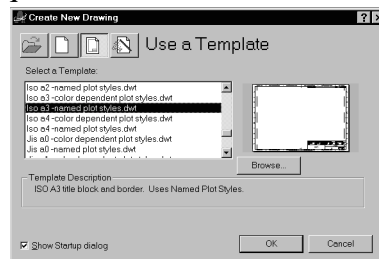 Create New Drawing
Use a Template
Select a Template:
Iso a2 -named plot styles.dwt
Iso a3 -color dependent plot styles.dwt
Iso a3 -named plot styles.dwt
Iso a4 -color dependent plot styles.dwt
Iso a4 -named plot styles.dwt
Jis a0 -color dependent plot styles.dwt
Jis a0 -named plot styles.dwt
Browse...
Template Description
ISO A3 title block and border. Uses Named Plot Styles.
Show Startup dialog
OK
Cancel